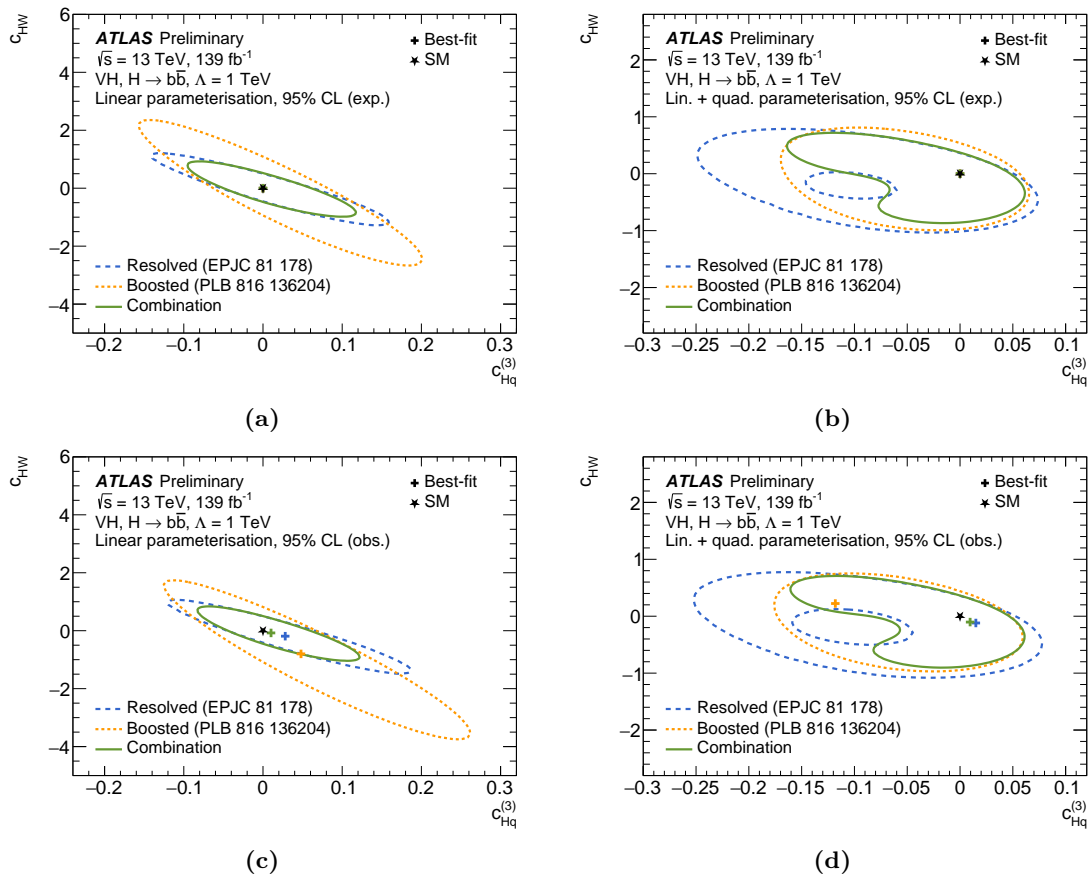 c_HW
6
4
2
0
−2
−4
ATLAS Preliminary
√s = 13 TeV, 139 fb⁻¹
VH, H → bb̅, Λ = 1 TeV
Linear parameterisation, 95% CL (exp.)
Best-fit
SM
Resolved (EPJC 81 178)
Boosted (PLB 816 136204)
Combination
−0.2 −0.1 0 0.1 0.2 0.3
c_Hq^(3)
(a)
c_HW
2
1
0
−1
−2
ATLAS Preliminary
√s = 13 TeV, 139 fb⁻¹
VH, H → bb̅, Λ = 1 TeV
Lin. + quad. parameterisation, 95% CL (exp.)
Best-fit
SM
Resolved (EPJC 81 178)
Boosted (PLB 816 136204)
Combination
−0.3 −0.25 −0.2 −0.15 −0.1 −0.05 0 0.05 0.1
c_Hq^(3)
(b)
c_HW
6
4
2
0
−2
−4
ATLAS Preliminary
√s = 13 TeV, 139 fb⁻¹
VH, H → bb̅, Λ = 1 TeV
Linear parameterisation, 95% CL (obs.)
Best-fit
SM
Resolved (EPJC 81 178)
Boosted (PLB 816 136204)
Combination
−0.2 −0.1 0 0.1 0.2 0.3
c_Hq^(3)
(c)
c_HW
2
1
0
−1
−2
ATLAS Preliminary
√s = 13 TeV, 139 fb⁻¹
VH, H → bb̅, Λ = 1 TeV
Lin. + quad. parameterisation, 95% CL (obs.)
Best-fit
SM
Resolved (EPJC 81 178)
Boosted (PLB 816 136204)
Combination
−0.3 −0.25 −0.2 −0.15 −0.1 −0.05 0 0.05 0.1
c_Hq^(3)
(d)